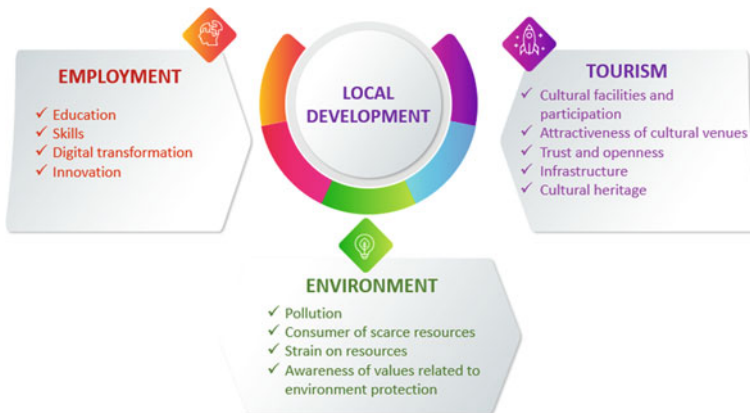 EMPLOYMENT
✓ Education
✓ Skills
✓ Digital transformation
✓ Innovation
LOCAL
DEVELOPMENT
TOURISM
✓ Cultural facilities and
participation
✓ Attractiveness of cultural venues
✓ Trust and openness
✓ Infrastructure
✓ Cultural heritage
ENVIRONMENT
✓ Pollution
✓ Consumer of scarce resources
✓ Strain on resources
✓ Awareness of values related to
environment protection